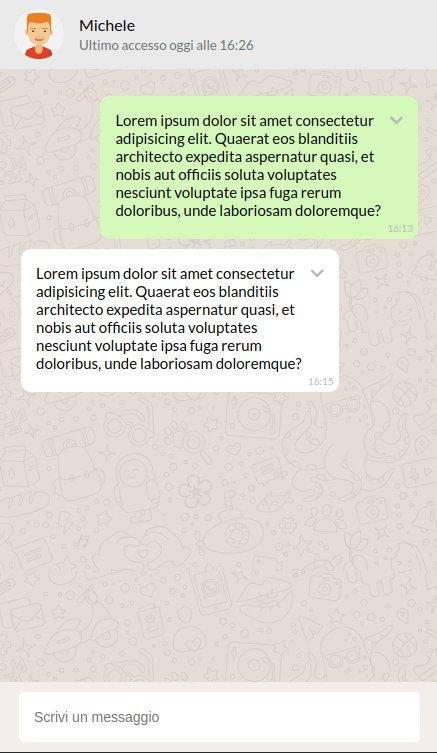 Michele
Ultimo accesso oggi alle 16:26
Lorem ipsum dolor sit amet consectetur
adipisicing elit. Quaerat eos blanditiis
architecto expedita aspernatur quasi, et
nobis aut officiis soluta voluptates
nesciunt voluptate ipsa fuga rerum
doloribus, unde laboriosam doloremque?
16:13
Lorem ipsum dolor sit amet consectetur
adipisicing elit. Quaerat eos blanditiis
architecto expedita aspernatur quasi, et
nobis aut officiis soluta voluptates
nesciunt voluptate ipsa fuga rerum
doloribus, unde laboriosam doloremque?
16:15
Scrivi un messaggio